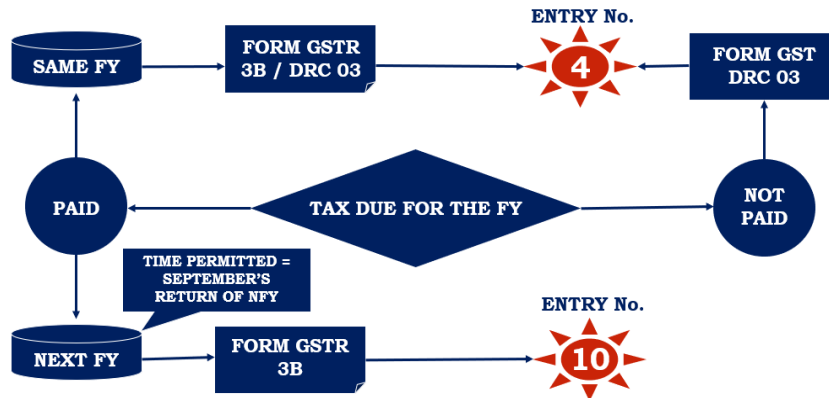 ENTRY No.
SAME FY
FORM GSTR
3B / DRC 03
4
FORM GST
DRC 03
PAID
TAX DUE FOR THE FY
NOT
PAID
TIME PERMITTED =
SEPTEMBER'S
RETURN OF NFY
ENTRY No.
NEXT FY
FORM GSTR
3B
10